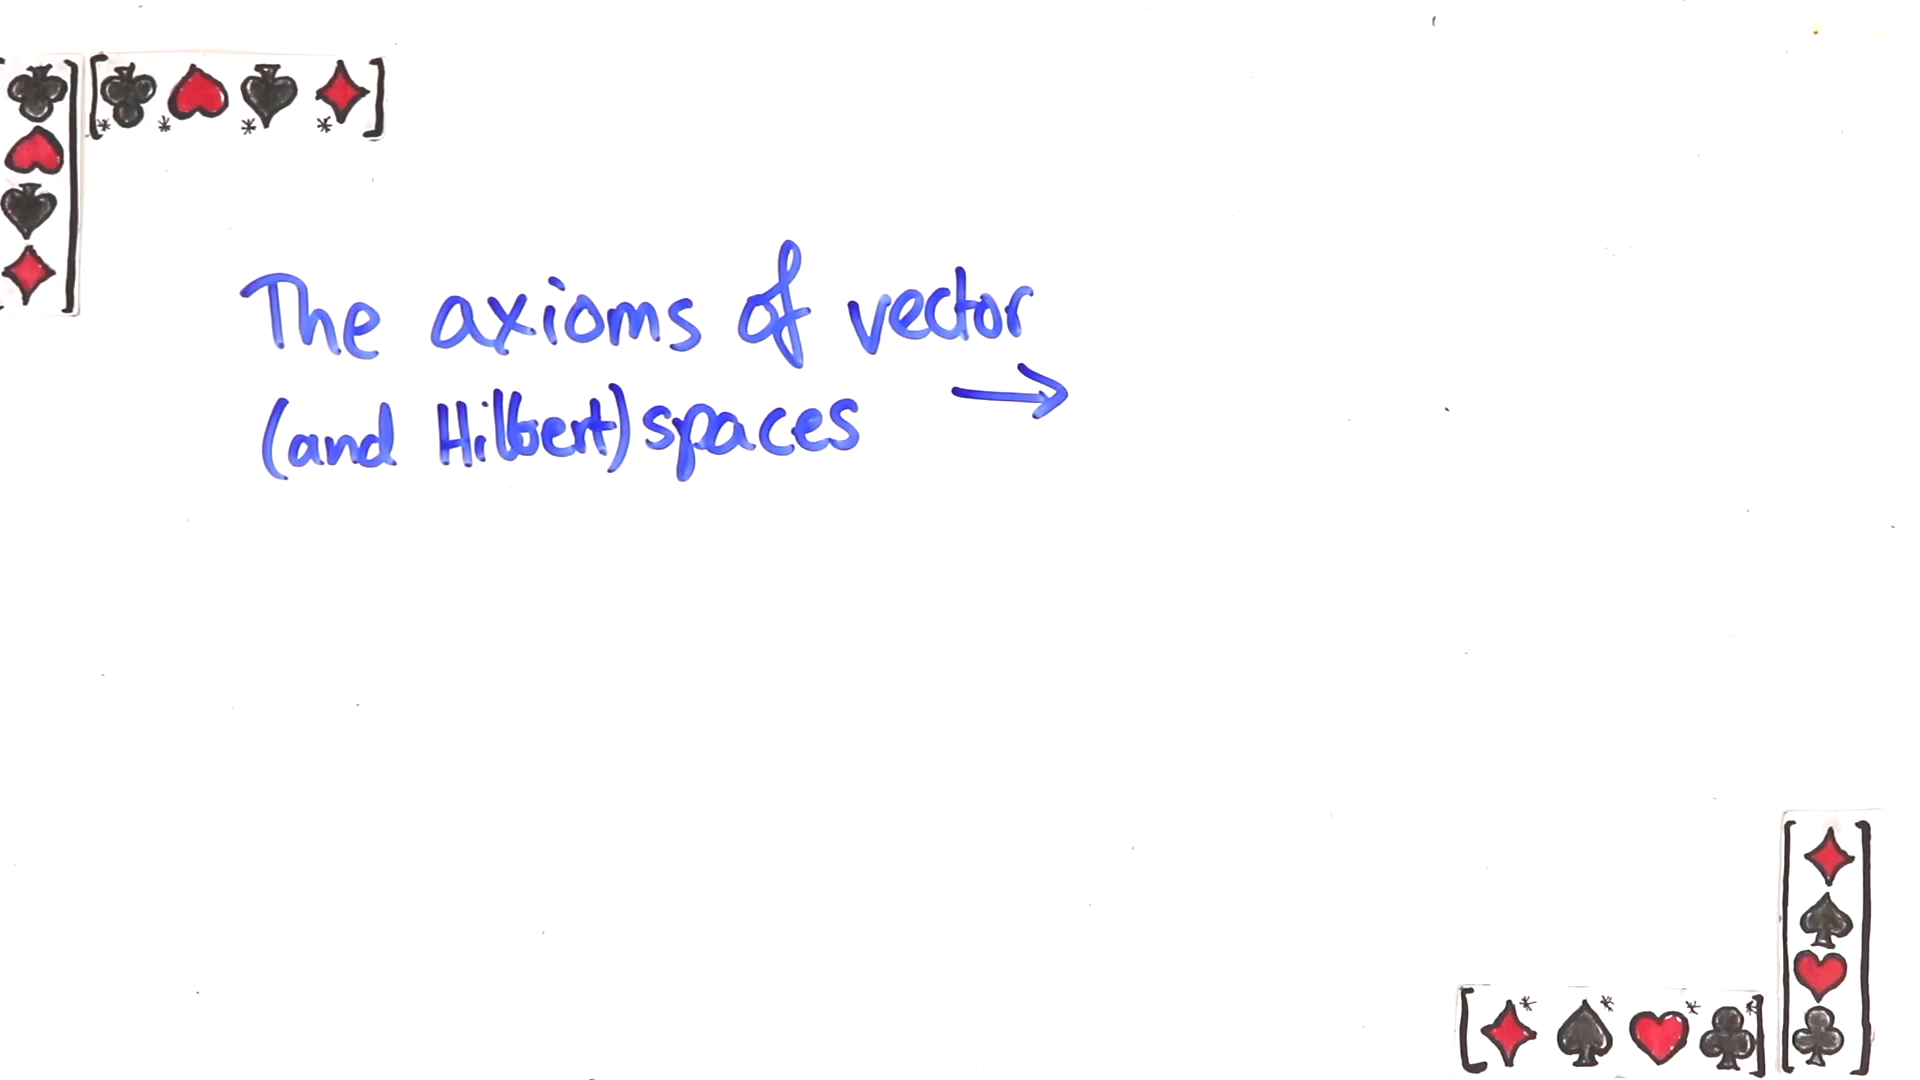 The axioms of vector
(and Hilbert) spaces →